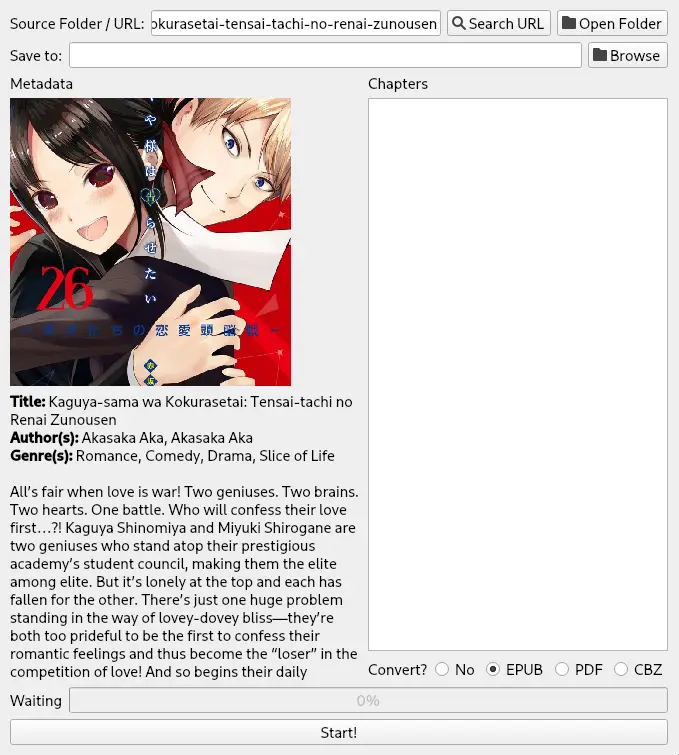 Source Folder / URL:
okurasetai-tensai-tachi-no-renai-zunousen
Search URL
Open Folder
Save to:
Browse
Metadata
Chapters
や様は告らせたい
26
ちの恋愛頭脳戦
赤坂
Title: Kaguya-sama wa Kokurasetai: Tensai-tachi no
Renai Zunousen
Author(s): Akasaka Aka, Akasaka Aka
Genre(s): Romance, Comedy, Drama, Slice of Life
All’s fair when love is war! Two geniuses. Two brains.
Two hearts. One battle. Who will confess their love
first…?! Kaguya Shinomiya and Miyuki Shirogane are
two geniuses who stand atop their prestigious
academy’s student council, making them the elite
among elite. But it’s lonely at the top and each has
fallen for the other. There’s just one huge problem
standing in the way of lovey-dovey bliss—they’re
both too prideful to be the first to confess their
romantic feelings and thus become the “loser” in the
competition of love! And so begins their daily
Convert? No EPUB PDF CBZ
Waiting
0%
Start!